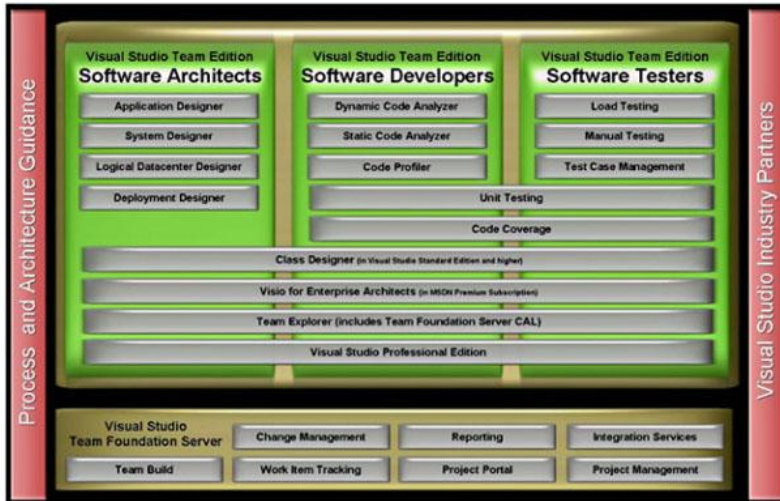 Process and Architecture Guidance
Visual Studio Team Edition
Software Architects
Application Designer
System Designer
Logical Datacenter Designer
Deployment Designer
Visual Studio Team Edition
Software Developers
Dynamic Code Analyzer
Static Code Analyzer
Code Profiler
Visual Studio Team Edition
Software Testers
Load Testing
Manual Testing
Test Case Management
Unit Testing
Code Coverage
Class Designer (in Visual Studio Standard Edition and higher)
Visio for Enterprise Architects (in MSDN Premium Subscription)
Team Explorer (includes Team Foundation Server CAL)
Visual Studio Professional Edition
Visual Studio
Team Foundation Server
Change Management
Reporting
Integration Services
Team Build
Work Item Tracking
Project Portal
Project Management
Visual Studio Industry Partners